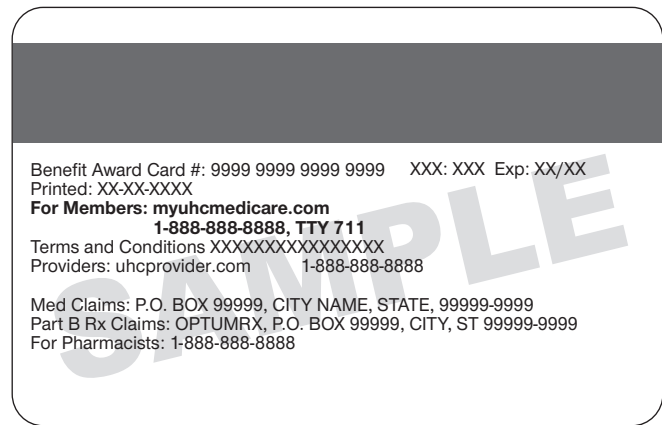 Benefit Award Card #: 9999 9999 9999 9999 XXX: XXX Exp: XX/XX
Printed: XX-XX-XXXX
For Members: myuhcmedicare.com
1-888-888-8888, TTY 711
Terms and Conditions XXXXXXXXXXXXXXXX
Providers: uhcprovider.com 1-888-888-8888
Med Claims: P.O. BOX 99999, CITY NAME, STATE, 99999-9999
Part B Rx Claims: OPTUMRX, P.O. BOX 99999, CITY, ST 99999-9999
For Pharmacists: 1-888-888-8888
SAMPLE